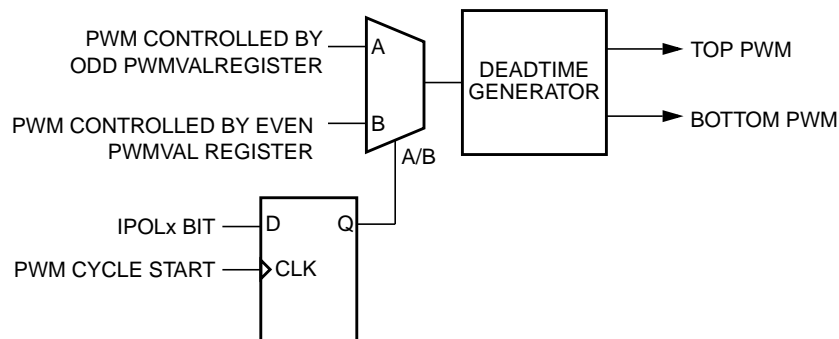 PWM CONTROLLED BY
ODD PWMVALREGISTER
A
DEADTIME
GENERATOR
TOP PWM
PWM CONTROLLED BY EVEN
PWMVAL REGISTER
B
BOTTOM PWM
A/B
IPOLx BIT
D
Q
PWM CYCLE START
CLK